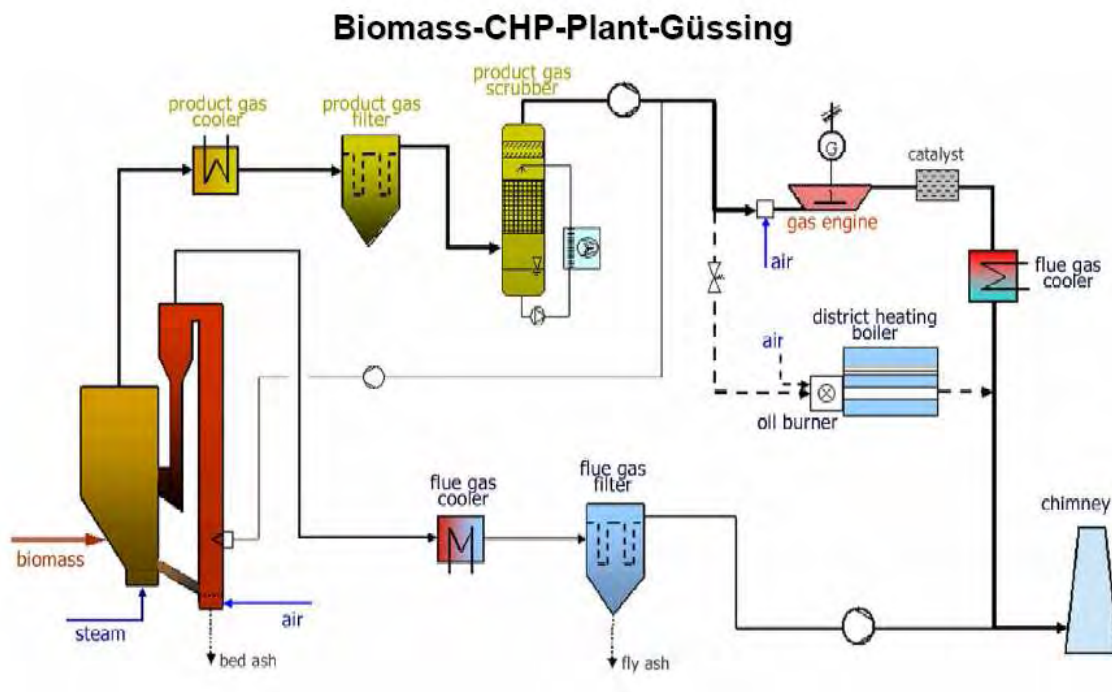 Biomass-CHP-Plant-Güssing
product gas
cooler
product gas
filter
product gas
scrubber
G
catalyst
gas engine
air
flue gas
cooler
district heating
boiler
air
oil burner
flue gas
cooler
flue gas
filter
chimney
biomass
steam
air
bed ash
fly ash